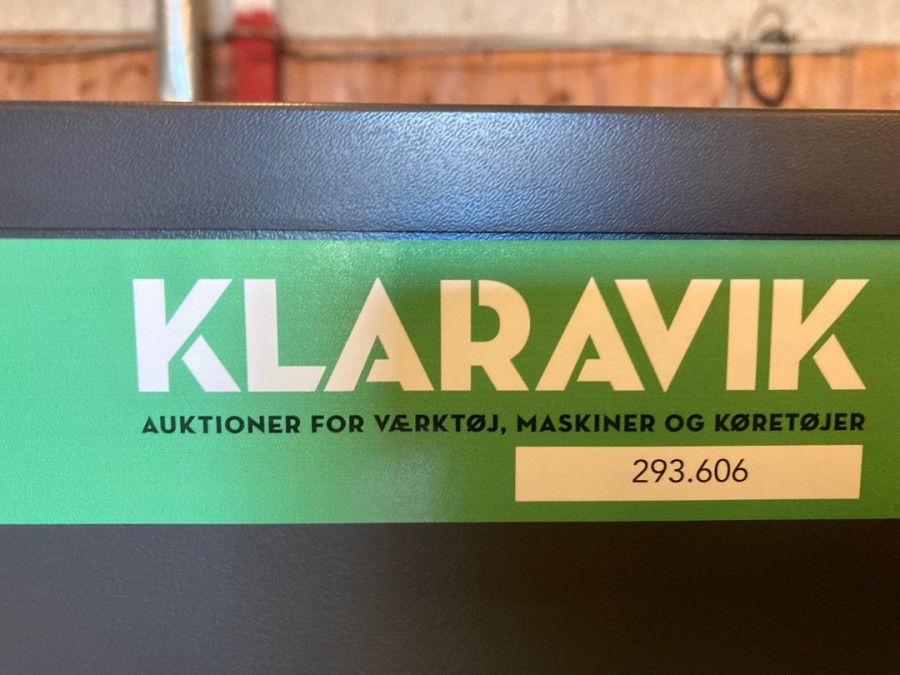 KLARAVIK
AUKTIONER FOR VÆRKTØJ, MASKINER OG KØRETØJER
293.606